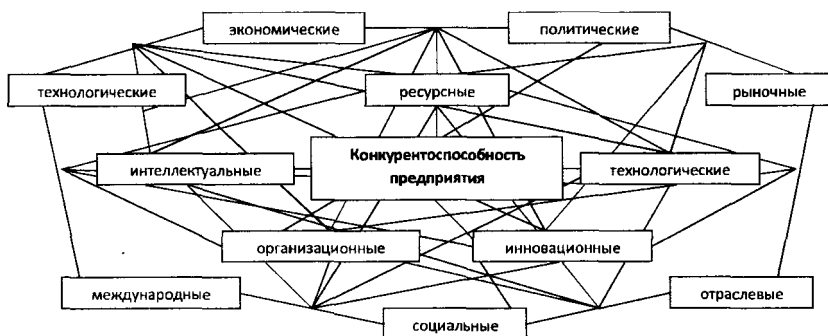 экономические
политические
технологические
ресурсные
рыночные
интеллектуальные
Конкурентоспособность
предприятия
технологические
организационные
инновационные
международные
отраслевые
социальные